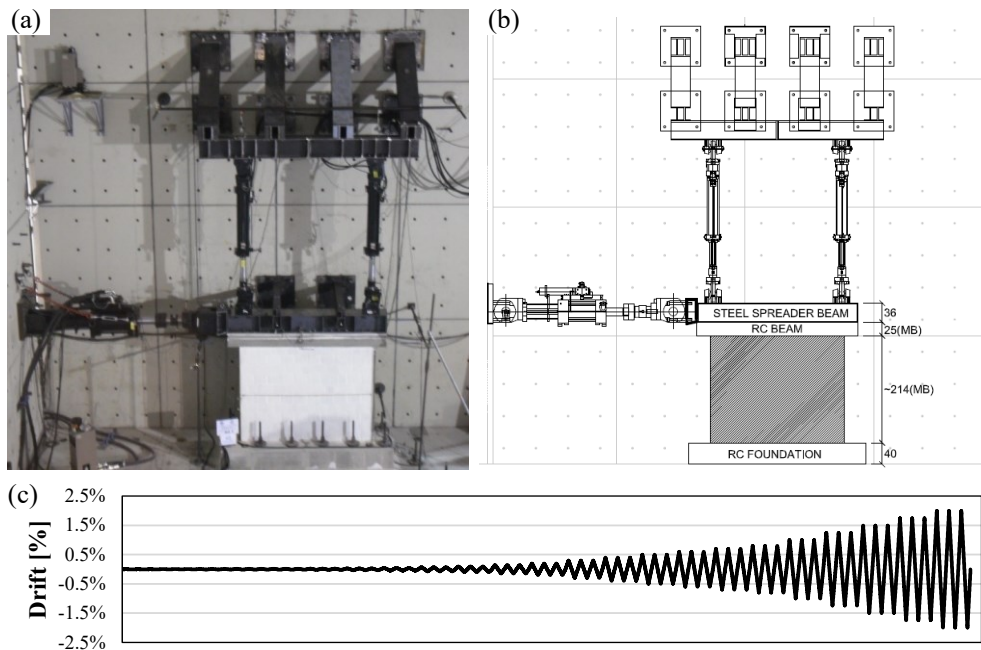 (a)
(b)
STEEL SPREADER BEAM
36
RC BEAM
25(MB)
~214(MB)
RC FOUNDATION
40
(c)
2.5%
1.5%
0.5%
-0.5%
-1.5%
-2.5%
Drift [%]